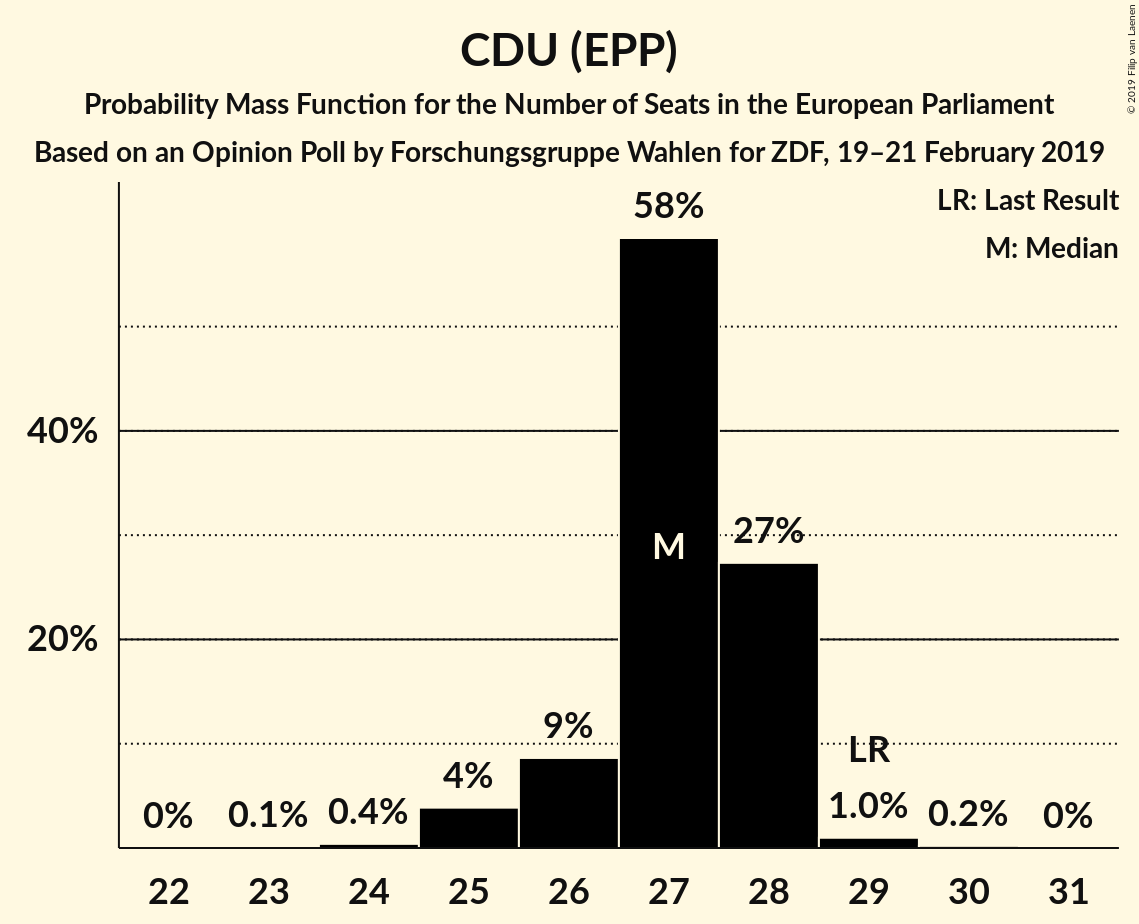 CDU (EPP)
Probability Mass Function for the Number of Seats in the European Parliament
Based on an Opinion Poll by Forschungsgruppe Wahlen for ZDF, 19–21 February 2019
© 2019 Filip van Laenen
LR: Last Result
M: Median
58%
40%
M
27%
20%
9%
LR
4%
0%
0.1%
0.4%
1.0%
0.2%
0%
22 23 24 25 26 27 28 29 30 31